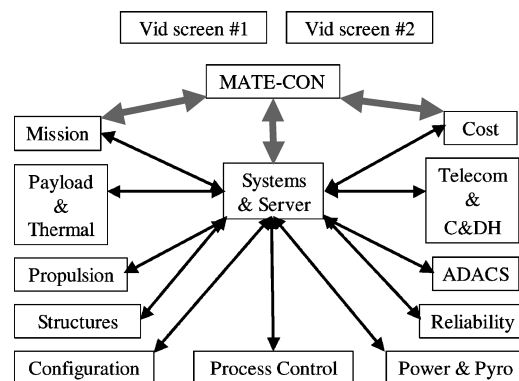 Vid screen #1
Vid screen #2
MATE-CON
Mission
Cost
Payload
&
Thermal
Systems
& Server
Telecom
&
C&DH
Propulsion
ADACS
Structures
Reliability
Configuration
Process Control
Power & Pyro